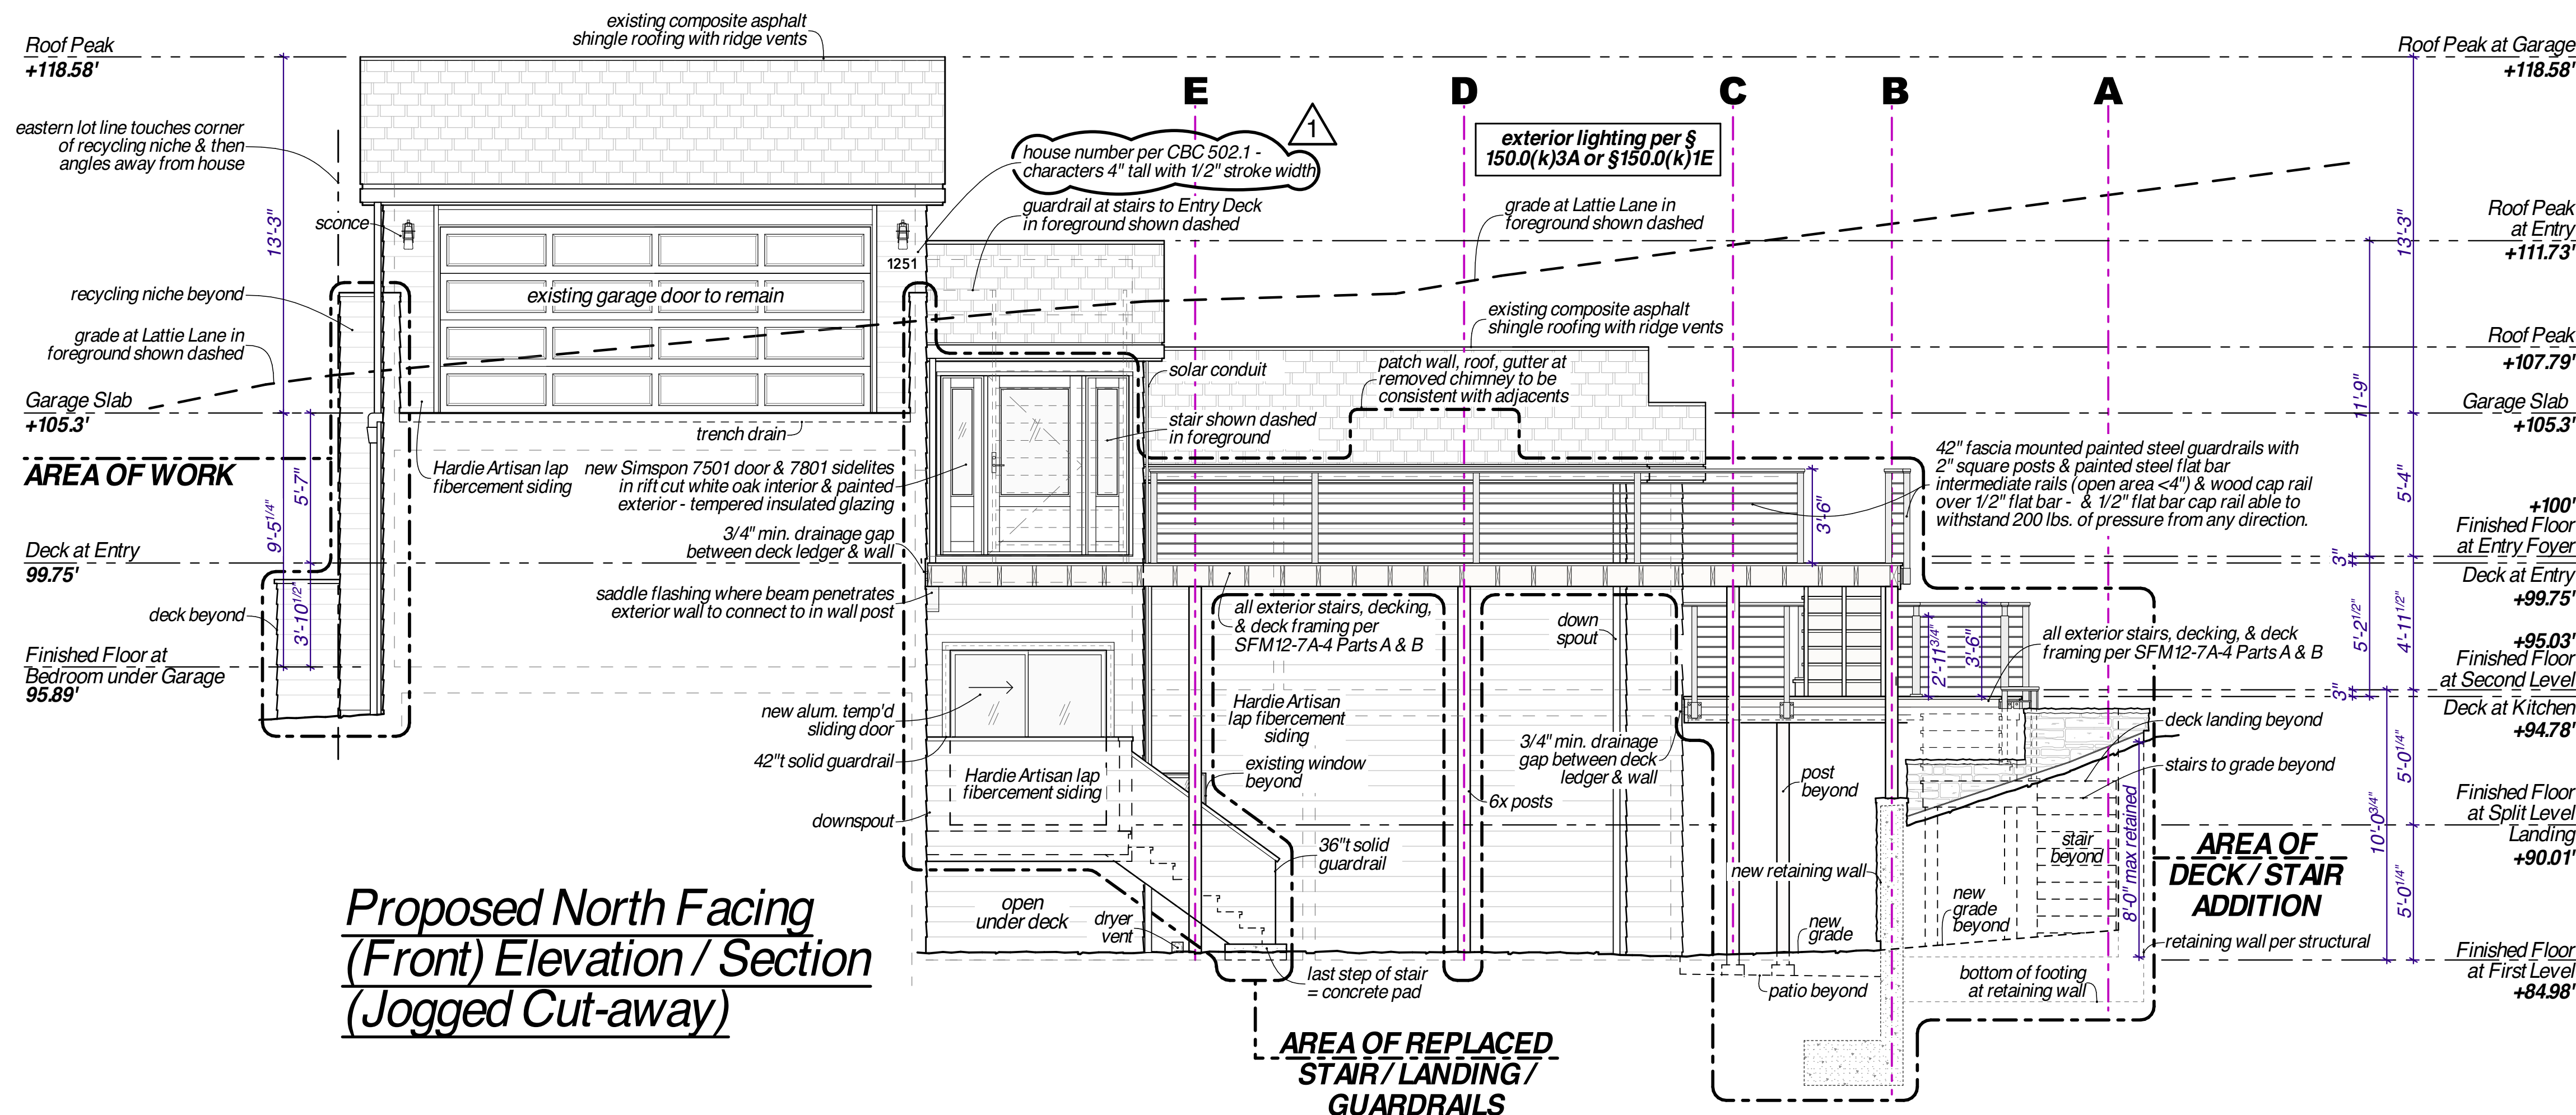 Roof Peak
+118.58'
eastern lot line touches corner
of recycling niche & then
angles away from house
13'-3"
sconce
recycling niche beyond
grade at Lattie Lane in
foreground shown dashed
Garage Slab
+105.3'
AREA OF WORK
9'-5 1/4"
5'-7"
Deck at Entry
99.75'
deck beyond
3'-10 1/2"
Finished Floor at
Bedroom under Garage
95.89'
existing composite asphalt
shingle roofing with ridge vents
existing garage door to remain
1251
trench drain
Hardie Artisan lap
fibercement siding
new Simspon 7501 door & 7801 sidelites
in rift cut white oak interior & painted
exterior - tempered insulated glazing
3/4" min. drainage gap
between deck ledger & wall
saddle flashing where beam penetrates
exterior wall to connect to in wall post
new alum. temp'd
sliding door
42"t solid guardrail
downspout
Hardie Artisan lap
fibercement siding
open
under deck
dryer
vent
Proposed North Facing
(Front) Elevation / Section
(Jogged Cut-away)
E
D
C
B
A
1
house number per CBC 502.1 -
characters 4" tall with 1/2" stroke width
guardrail at stairs to Entry Deck
in foreground shown dashed
exterior lighting per §
150.0(k)3A or §150.0(k)1E
grade at Lattie Lane in
foreground shown dashed
existing composite asphalt
shingle roofing with ridge vents
solar conduit
patch wall, roof, gutter at
removed chimney to be
consistent with adjacents
stair shown dashed
in foreground
3'-6"
42" fascia mounted painted steel guardrails with
2" square posts & painted steel flat bar
intermediate rails (open area <4") & wood cap rail
over 1/2" flat bar -  & 1/2" flat bar cap rail able to
withstand 200 lbs. of pressure from any direction.
all exterior stairs, decking,
& deck framing per
SFM12-7A-4 Parts A & B
down
spout
2'-11 3/4"
3'-6"
all exterior stairs, decking, & deck
framing per SFM12-7A-4 Parts A & B
Hardie Artisan
lap fibercement
siding
existing window
beyond
3/4" min. drainage
gap between deck
ledger & wall
6x posts
post
beyond
36"t solid
guardrail
new retaining wall
new
grade
new
grade
beyond
stair
beyond
8'-0" max retained
deck landing beyond
stairs to grade beyond
AREA OF
DECK / STAIR
ADDITION
retaining wall per structural
bottom of footing
at retaining wall
patio beyond
last step of stair
= concrete pad
AREA OF REPLACED
STAIR / LANDING /
GUARDRAILS
Roof Peak at Garage
+118.58'
13'-3"
Roof Peak
at Entry
+111.73'
11'-9"
Roof Peak
+107.79'
Garage Slab
+105.3'
5'-4"
+100'
Finished Floor
at Entry Foyer
3"
Deck at Entry
+99.75'
5'-2 1/2"
4'-11 1/2"
+95.03'
Finished Floor
at Second Level
3"
Deck at Kitchen
+94.78'
5'-0 1/4"
10'-0 3/4"
Finished Floor
at Split Level
Landing
+90.01'
5'-0 1/4"
Finished Floor
at First Level
+84.98'